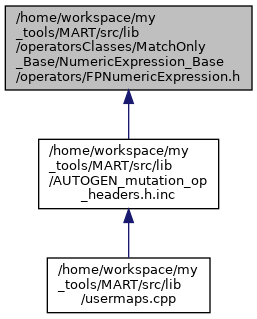 /home/workspace/my
_tools/MART/src/lib
/operatorsClasses/MatchOnly
_Base/NumericExpression_Base
/operators/FPNumericExpression.h
/home/workspace/my
_tools/MART/src/lib
/AUTOGEN_mutation_op
_headers.h.inc
/home/workspace/my
_tools/MART/src/lib
/usermaps.cpp